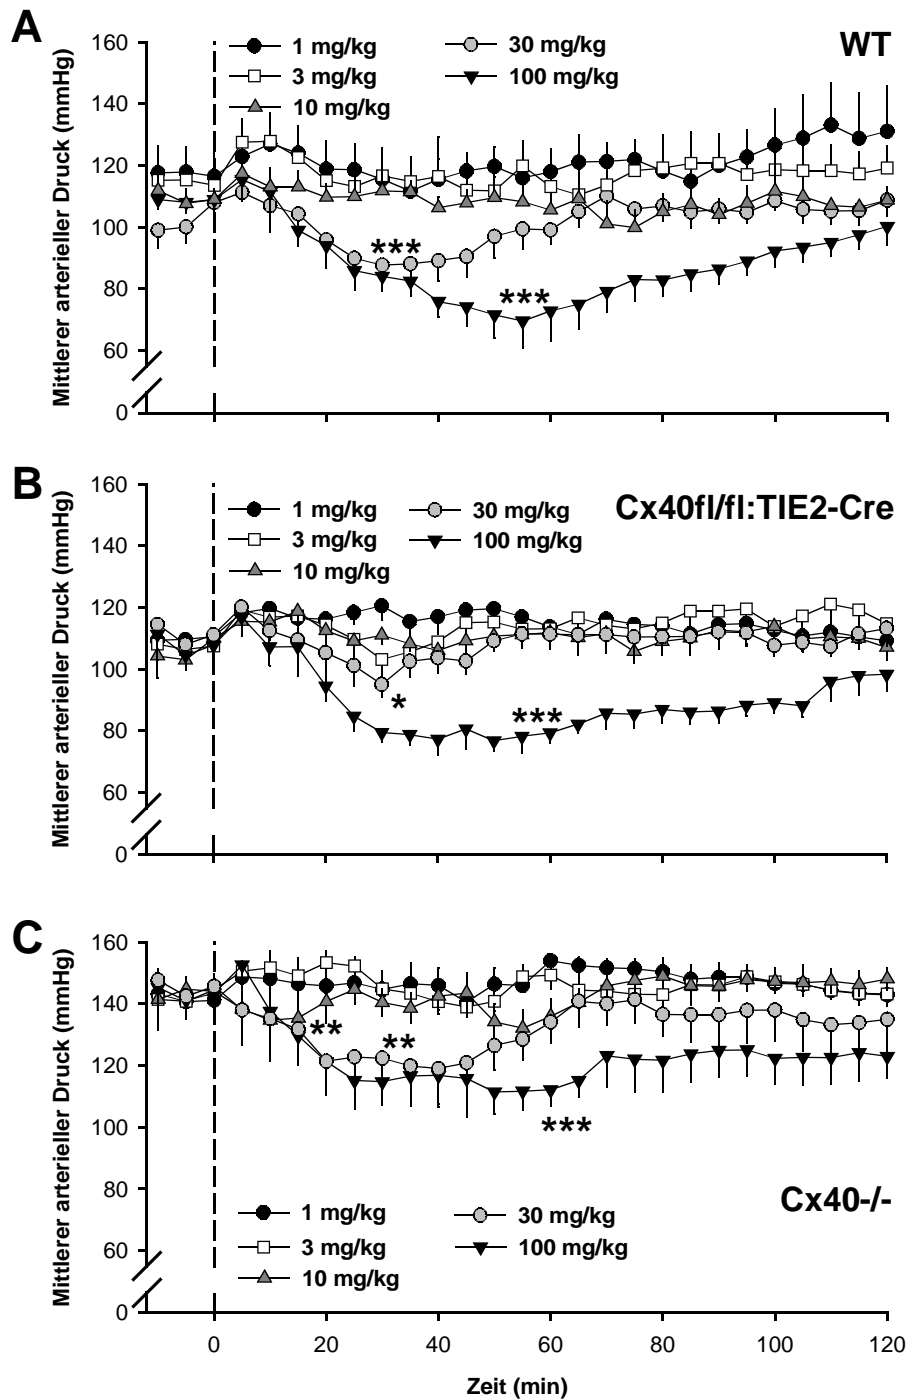 A
WT
Mittlerer arterieller Druck (mmHg)
160
140
120
100
80
60
0
1 mg/kg
3 mg/kg
10 mg/kg
30 mg/kg
100 mg/kg
***
***
B
Cx40fl/fl:TIE2-Cre
Mittlerer arterieller Druck (mmHg)
160
140
120
100
80
60
0
1 mg/kg
3 mg/kg
10 mg/kg
30 mg/kg
100 mg/kg
*
***
C
Mittlerer arterieller Druck (mmHg)
160
140
120
100
80
60
0
**
**
***
Cx40-/-
1 mg/kg
3 mg/kg
10 mg/kg
30 mg/kg
100 mg/kg
0 20 40 60 80 100 120
Zeit (min)